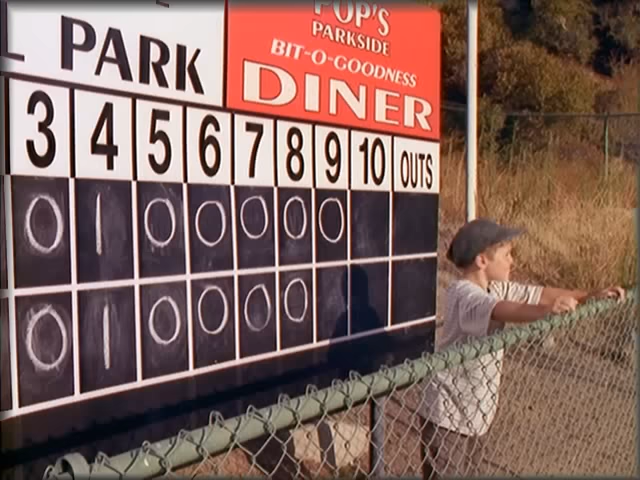 L PARK
POP'S
PARKSIDE
BIT-O-GOODNESS
DINER
3 4 5 6 7 8 9 10 OUTS
0 1 0 0 0 0 0
0 1 0 0 0 0